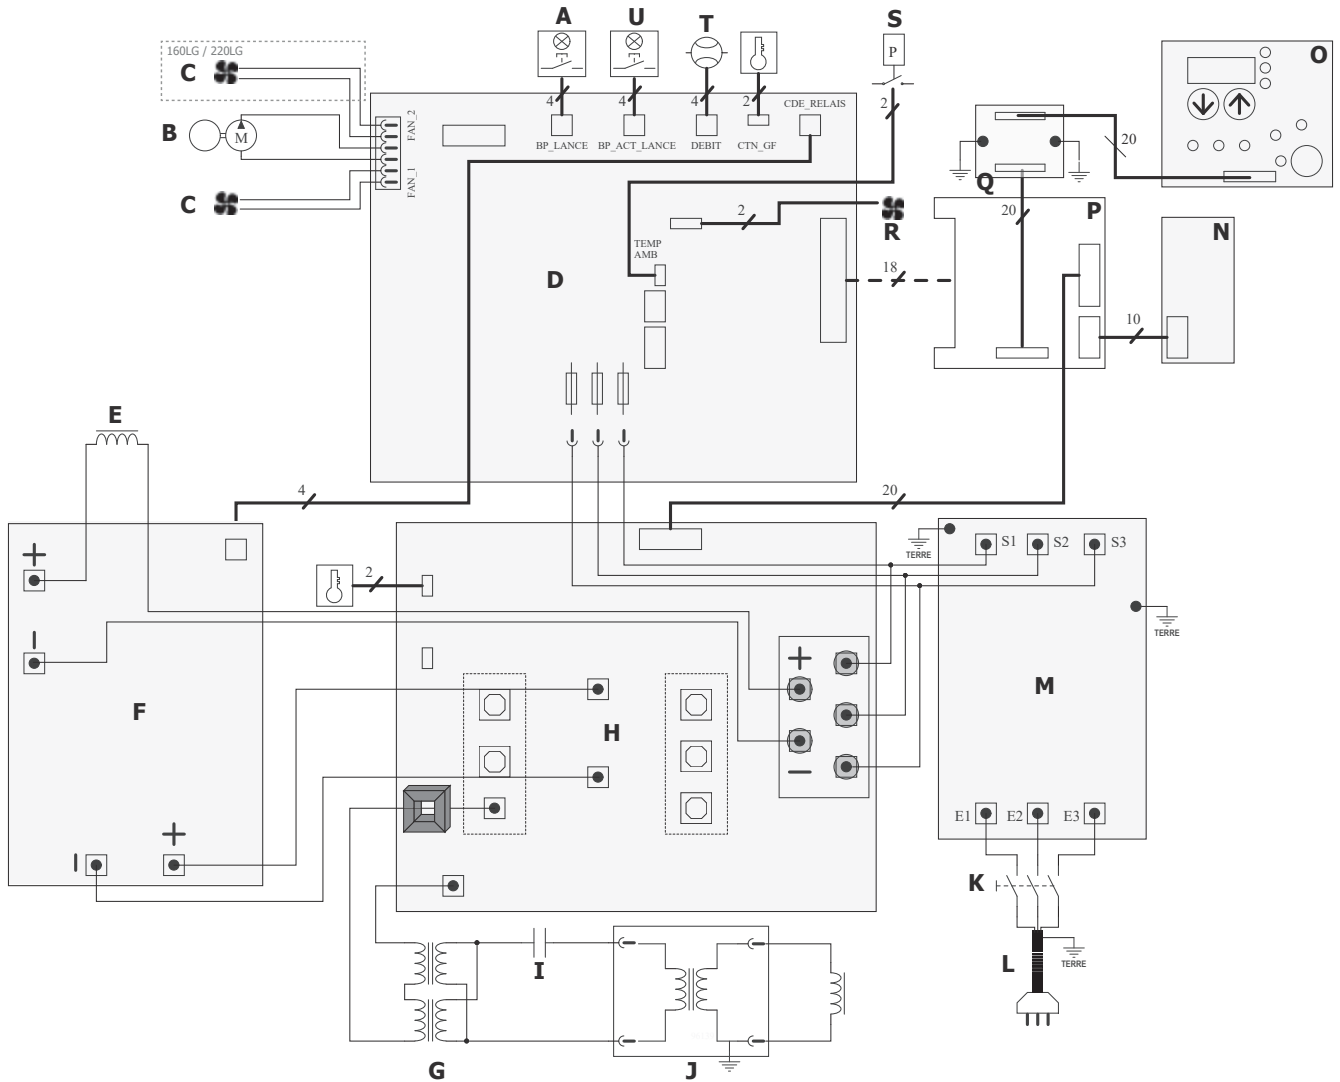 A
U
T
S
O
160LG / 220LG
C
P
4
4
4
2
2
CDE_RELAIS
FAN_2
B
M
BP_LANCE
BP_ACT_LANCE
DEBIT
CTN_GF
20
FAN_1
Q
C
2
R
20
P
N
TEMP
AMB
D
18
10
E
4
20
+
TERRE
S1
S2
S3
2
TERRE
–
+
M
F
H
–
+
–
E1
E2
E3
K
I
L
TERRE
G
J